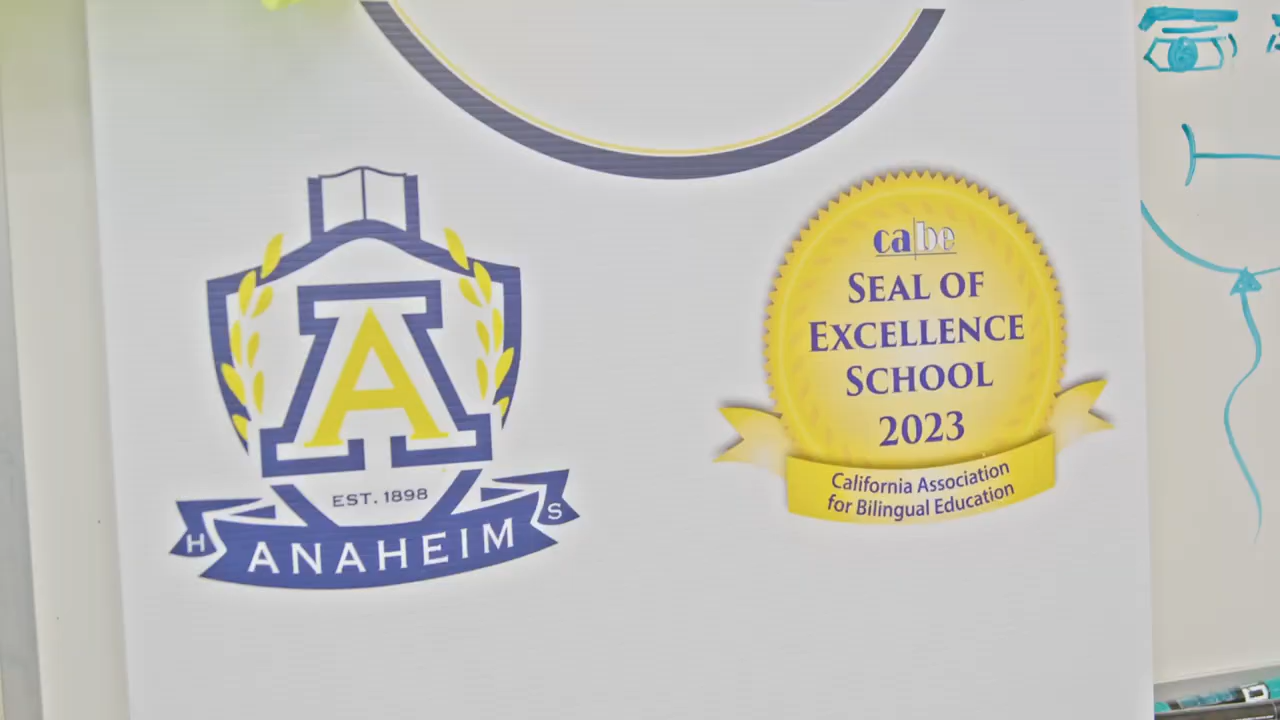 A
EST. 1898
H ANAHEIM S
cabe
SEAL OF
EXCELLENCE
SCHOOL
2023
California Association
for Bilingual Education